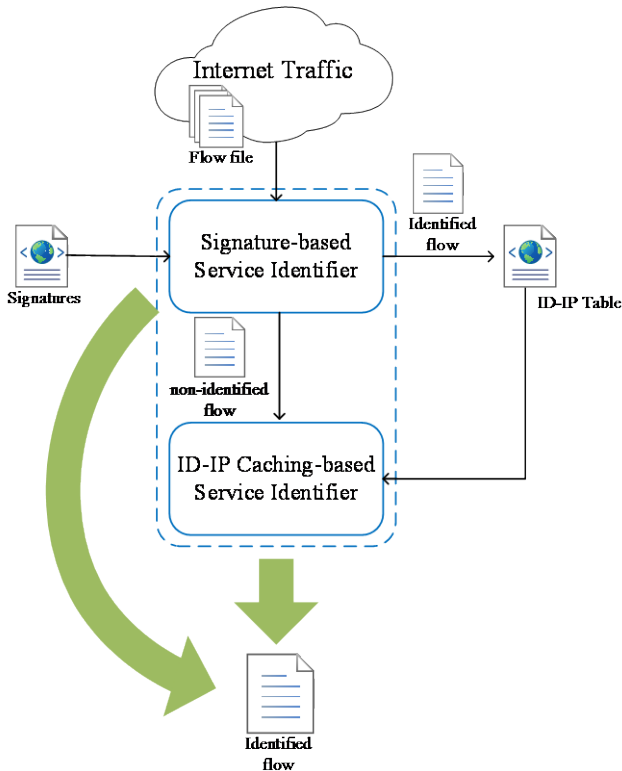 Internet Traffic
Flow file
Identified
flow
Signature-based
Service Identifier
Signatures
ID-IP Table
non-identified
flow
ID-IP Caching-based
Service Identifier
Identified
flow